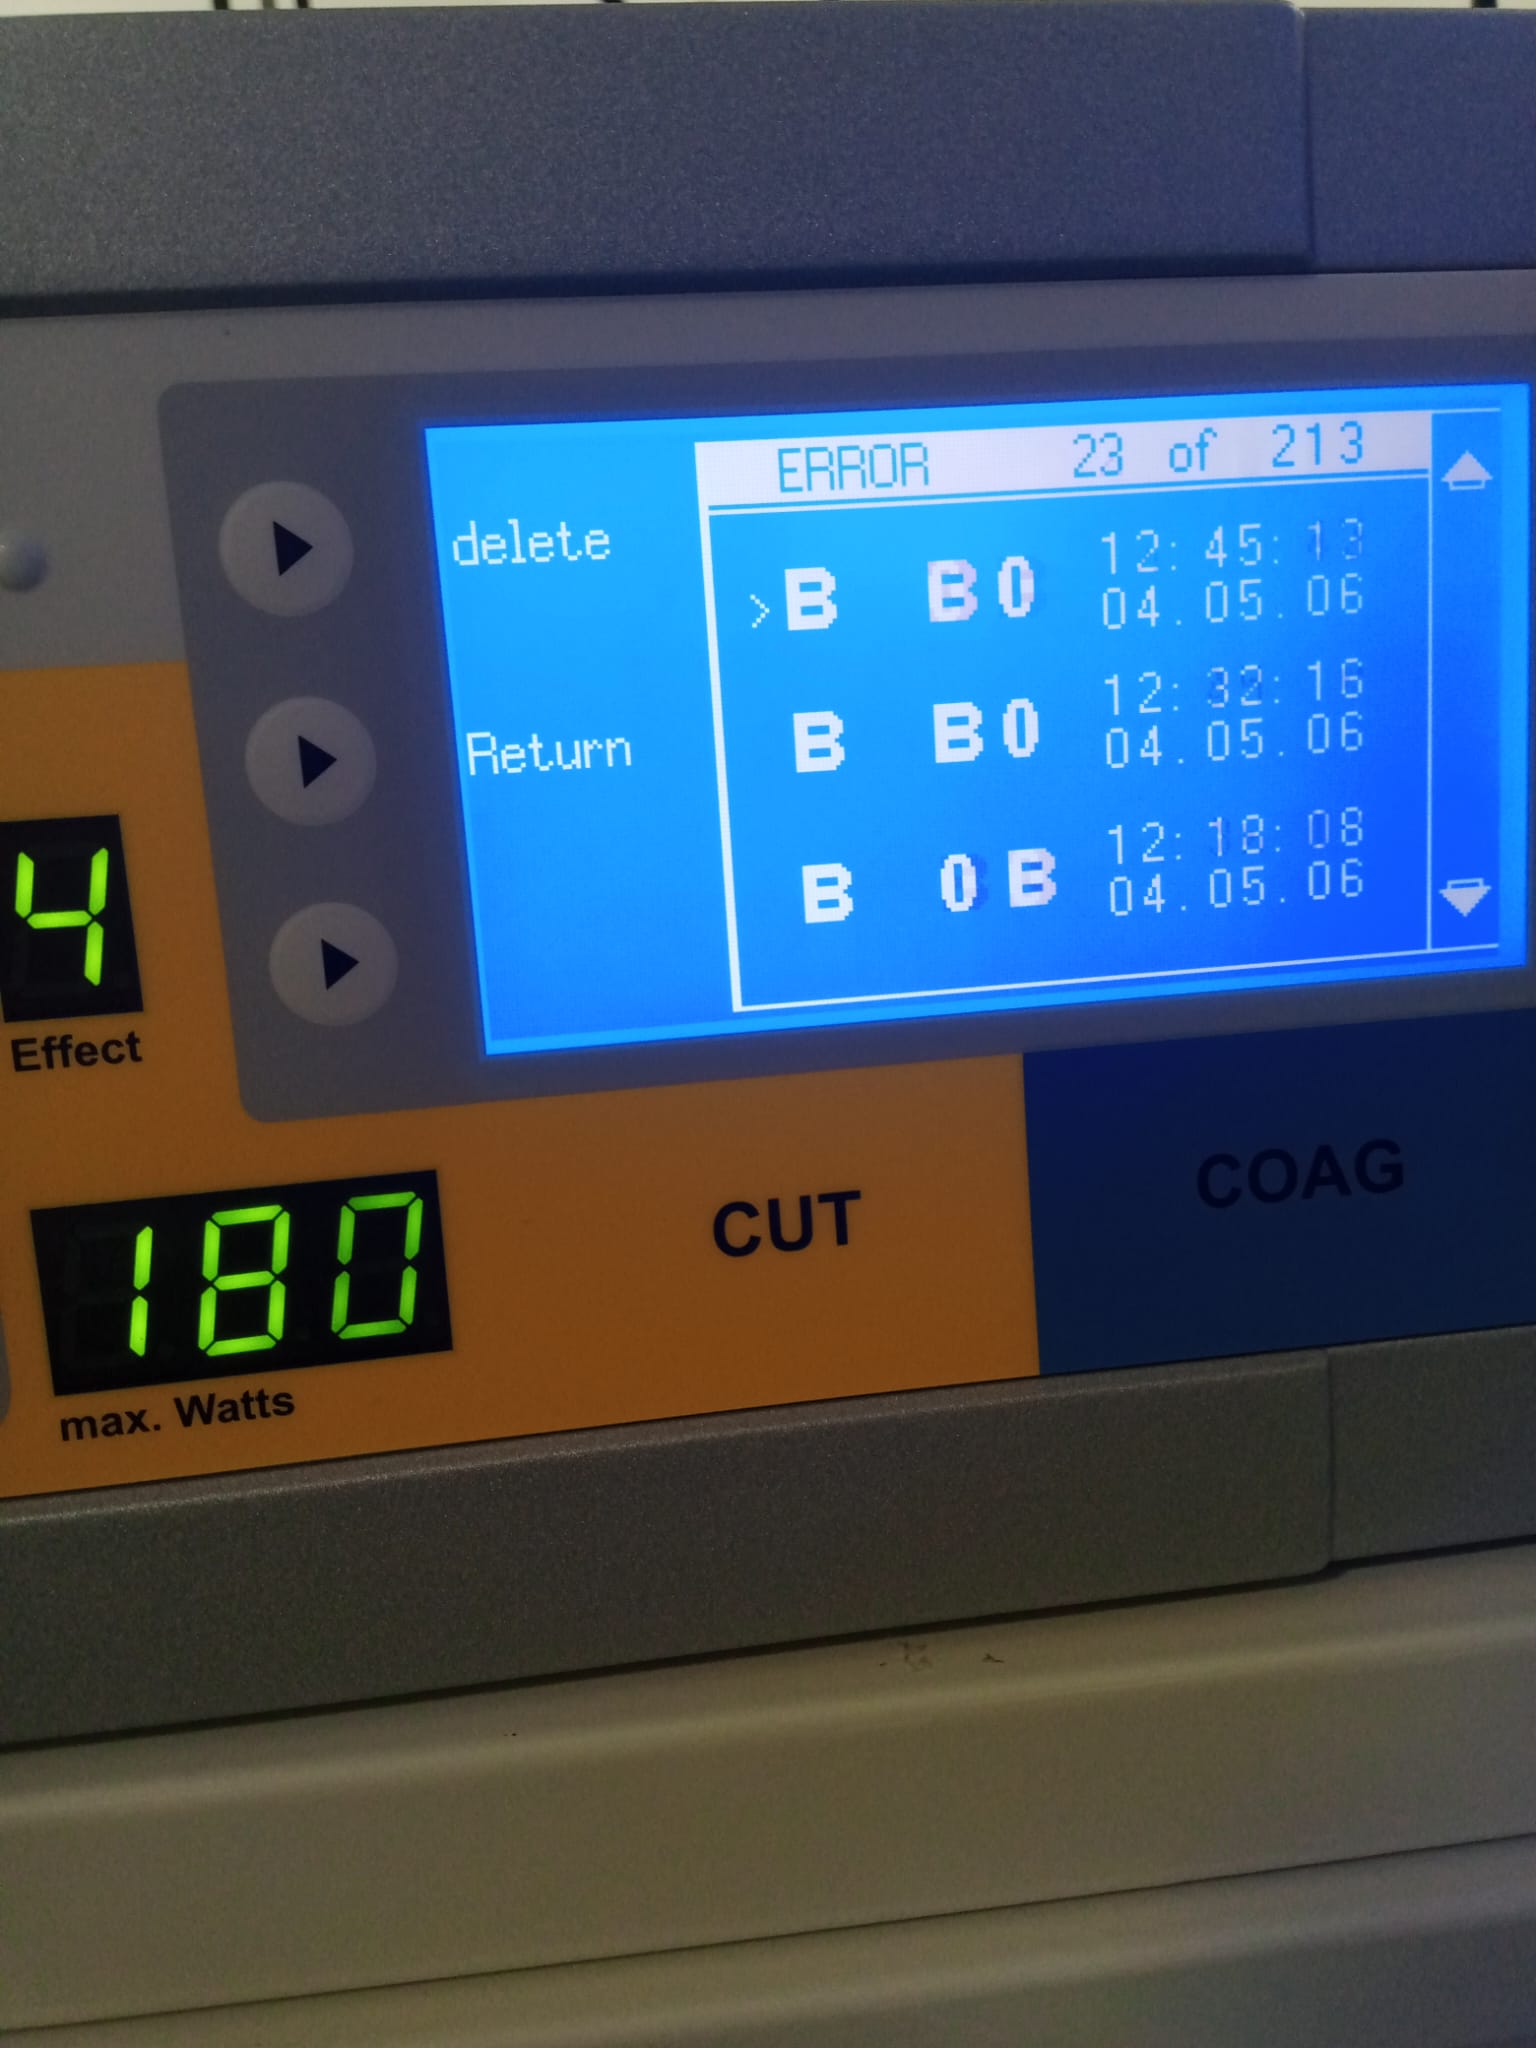 ERROR 23 of 213
delete
>B B0 12:45:13
04.05.06
Return
B B0 12:32:16
04.05.06
B 0B 12:18:08
04.05.06
4
Effect
180
max. Watts
CUT
COAG